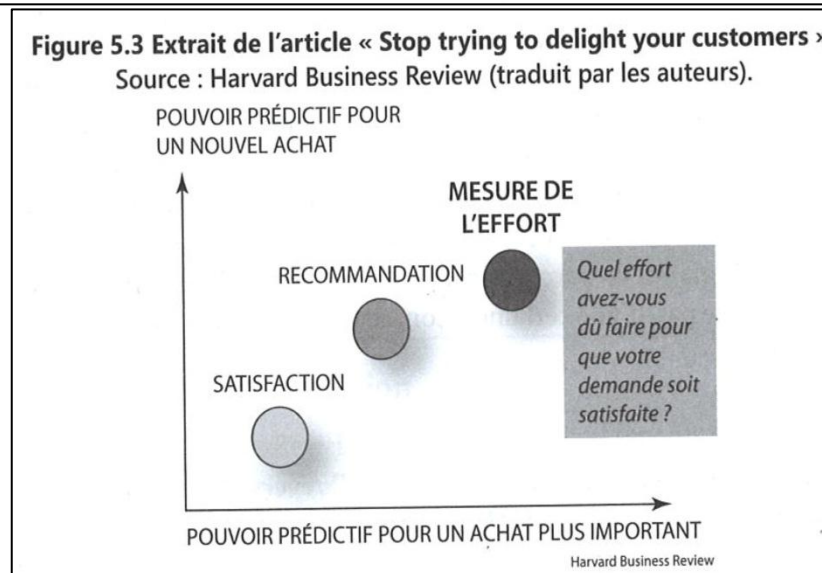 Figure 5.3 Extrait de l'article « Stop trying to delight your customers »
Source : Harvard Business Review (traduit par les auteurs).
POUVOIR PRÉDICTIF POUR
UN NOUVEL ACHAT
MESURE DE
L'EFFORT
RECOMMANDATION
Quel effort
avez-vous
dû faire pour
que votre
demande soit
satisfaite ?
SATISFACTION
POUVOIR PRÉDICTIF POUR UN ACHAT PLUS IMPORTANT
Harvard Business Review